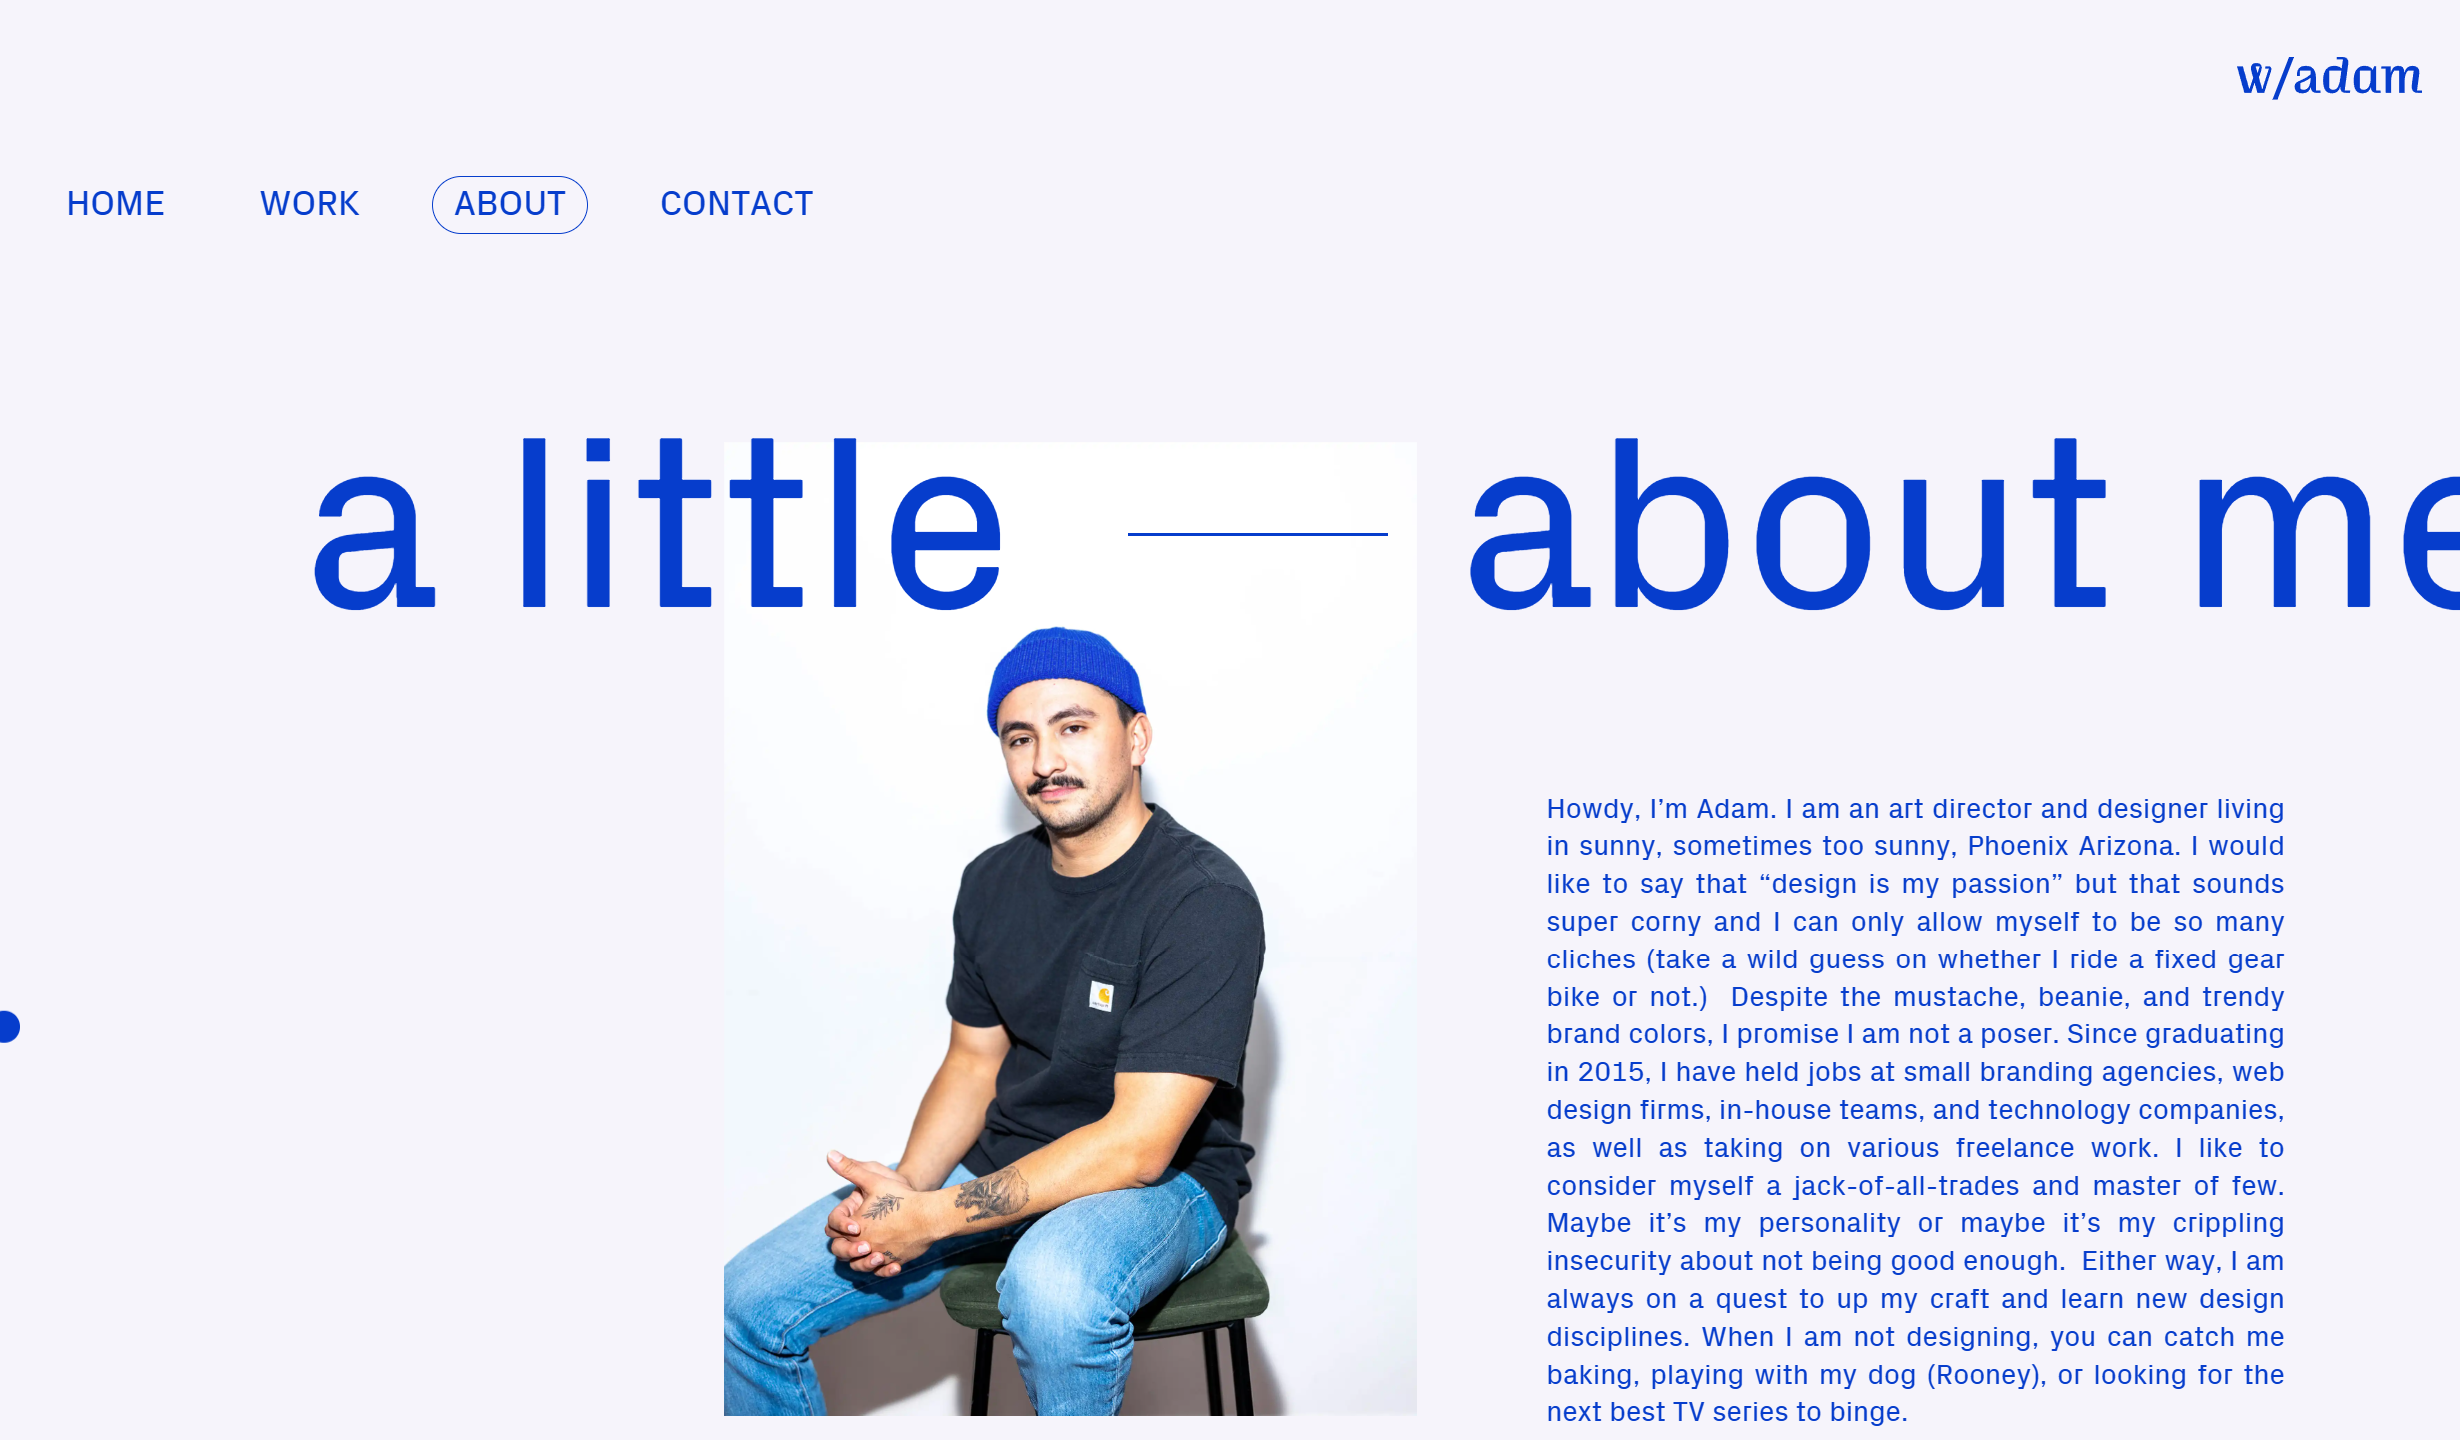 w/adam
HOME WORK ABOUT CONTACT
a little about me
Howdy, I’m Adam. I am an art director and designer living
in sunny, sometimes too sunny, Phoenix Arizona. I would
like to say that “design is my passion” but that sounds
super corny and I can only allow myself to be so many
cliches (take a wild guess on whether I ride a fixed gear
bike or not.)  Despite the mustache, beanie, and trendy
brand colors, I promise I am not a poser. Since graduating
in 2015, I have held jobs at small branding agencies, web
design firms, in-house teams, and technology companies,
as well as taking on various freelance work. I like to
consider myself a jack-of-all-trades and master of few.
Maybe it’s my personality or maybe it’s my crippling
insecurity about not being good enough.  Either way, I am
always on a quest to up my craft and learn new design
disciplines. When I am not designing, you can catch me
baking, playing with my dog (Rooney), or looking for the
next best TV series to binge.